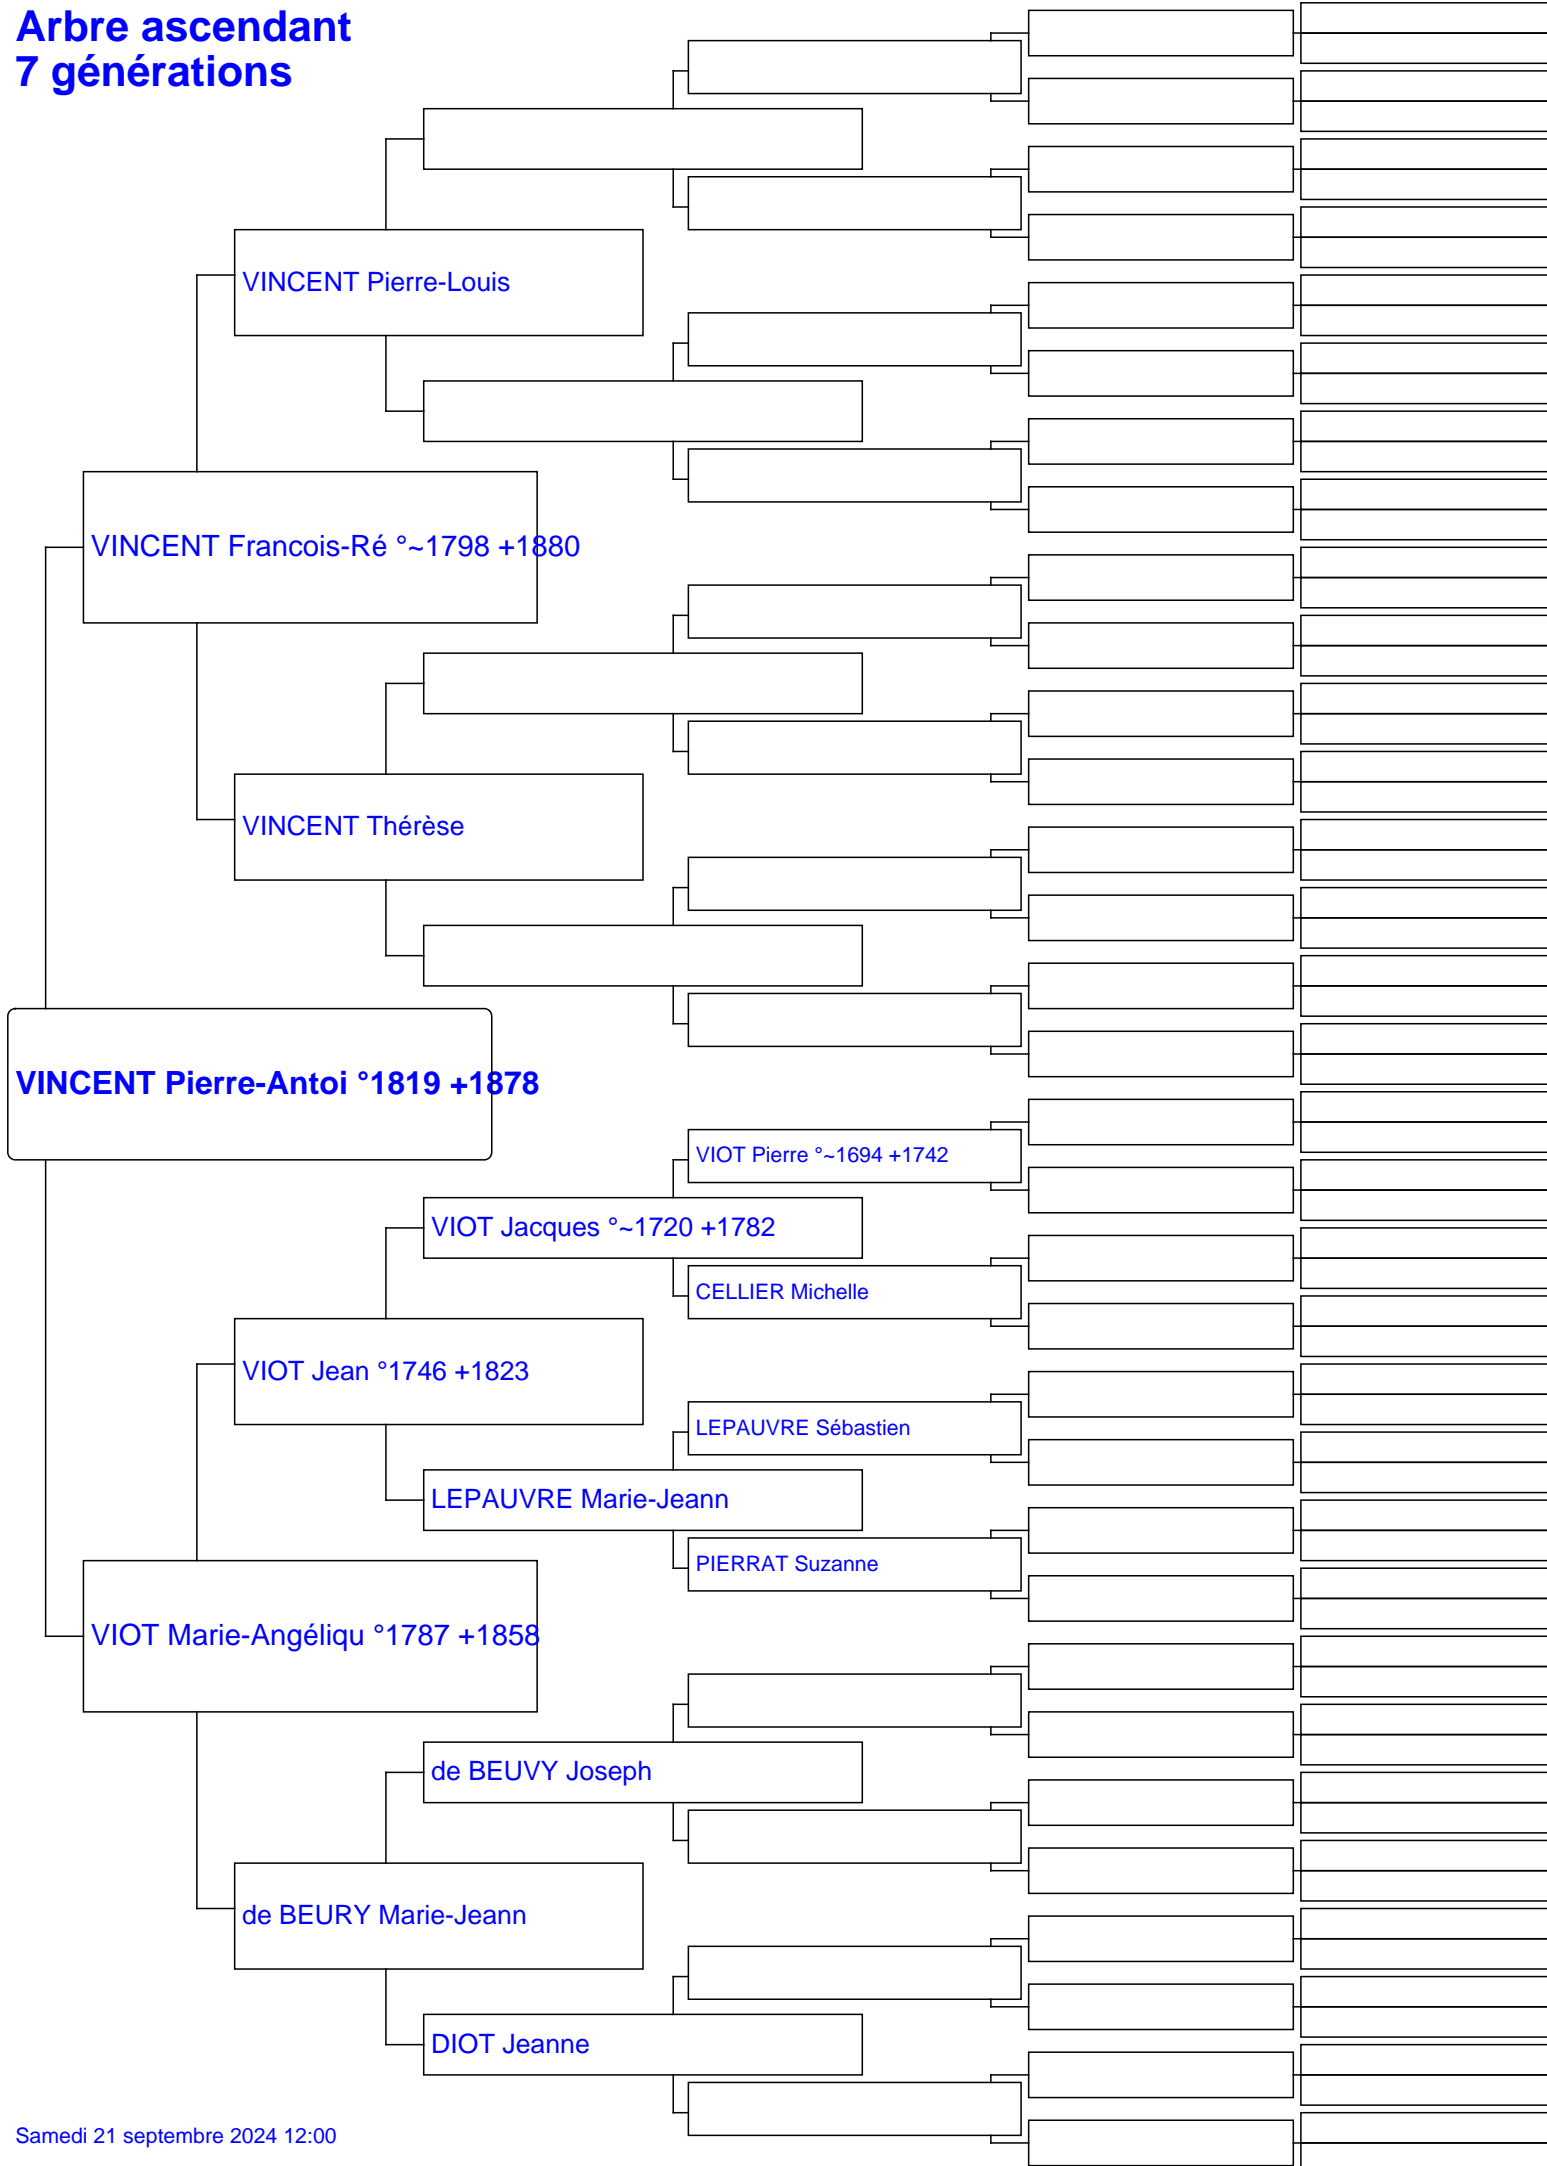 Arbre ascendant
7 générations
VINCENT Pierre-Louis
VINCENT Francois-Ré °~1798 +1880
VINCENT Thérèse
VINCENT Pierre-Antoi °1819 +1878
VIOT Pierre °~1694 +1742
VIOT Jacques °~1720 +1782
CELLIER Michelle
VIOT Jean °1746 +1823
LEPAUVRE Sébastien
LEPAUVRE Marie-Jeann
PIERRAT Suzanne
VIOT Marie-Angéliqu °1787 +1858
de BEUVY Joseph
de BEURY Marie-Jeann
DIOT Jeanne
Samedi 21 septembre 2024 12:00